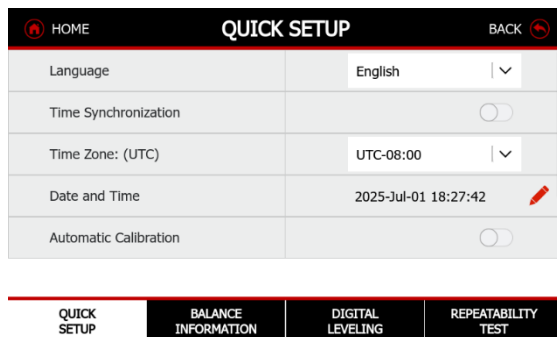 HOME QUICK SETUP BACK
Language English
Time Synchronization
Time Zone: (UTC) UTC-08:00
Date and Time 2025-Jul-01 18:27:42
Automatic Calibration
QUICK SETUP
BALANCE INFORMATION
DIGITAL LEVELING
REPEATABILITY TEST